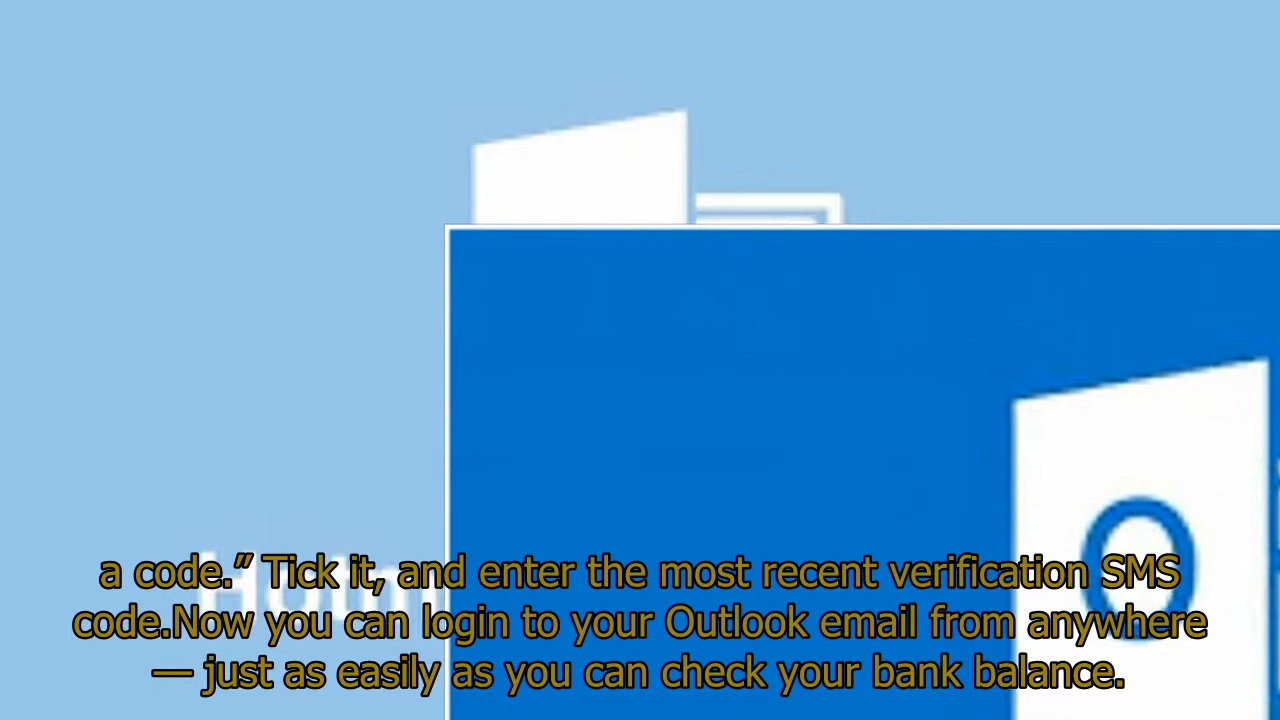 O
a code.” Tick it, and enter the most recent verification SMS
code.Now you can login to your Outlook email from anywhere
— just as easily as you can check your bank balance.